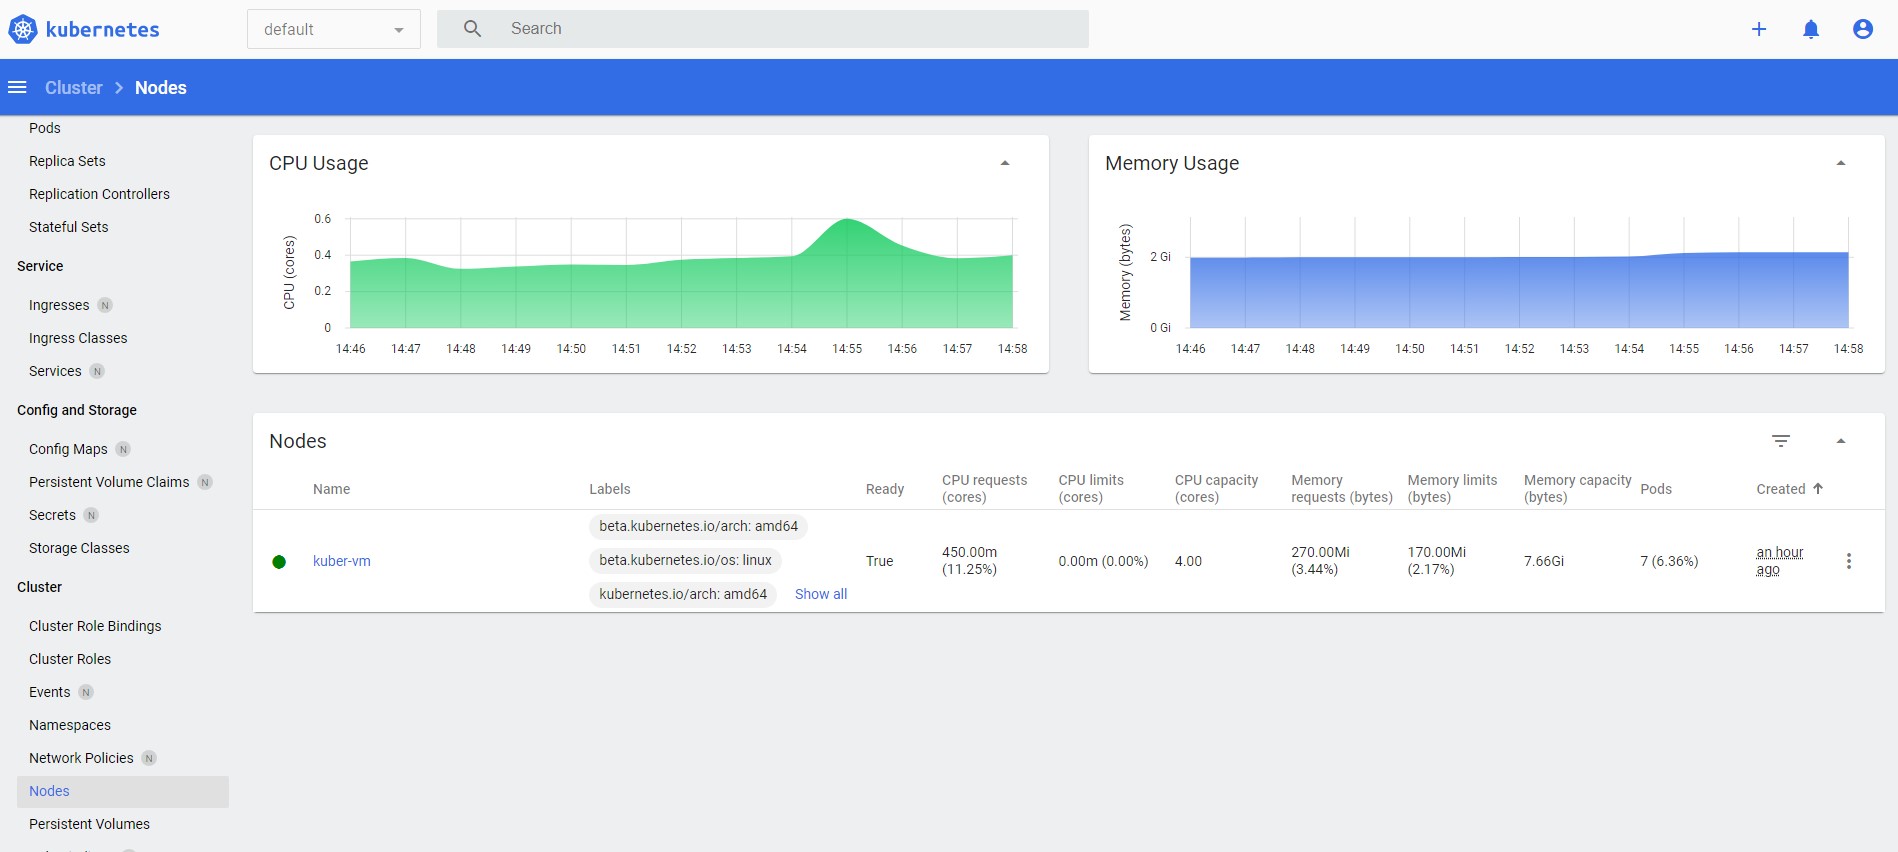 kubernetes
default
Search
Cluster > Nodes
Pods
Replica Sets
Replication Controllers
Stateful Sets
Service
Ingresses N
Ingress Classes
Services N
Config and Storage
Config Maps N
Persistent Volume Claims N
Secrets N
Storage Classes
Cluster
Cluster Role Bindings
Cluster Roles
Events N
Namespaces
Network Policies N
Nodes
Persistent Volumes
CPU Usage
CPU (cores)
0.6
0.4
0.2
0
14:46 14:47 14:48 14:49 14:50 14:51 14:52 14:53 14:54 14:55 14:56 14:57 14:58
Memory Usage
Memory (bytes)
2 Gi
0 Gi
14:46 14:47 14:48 14:49 14:50 14:51 14:52 14:53 14:54 14:55 14:56 14:57 14:58
Nodes
Name
Labels
Ready
CPU requests
(cores)
CPU limits
(cores)
CPU capacity
(cores)
Memory
requests (bytes)
Memory limits
(bytes)
Memory capacity
(bytes)
Pods
Created
kuber-vm
beta.kubernetes.io/arch: amd64
beta.kubernetes.io/os: linux
kubernetes.io/arch: amd64
Show all
True
450.00m
(11.25%)
0.00m (0.00%)
4.00
270.00Mi
(3.44%)
170.00Mi
(2.17%)
7.66Gi
7 (6.36%)
an hour
ago